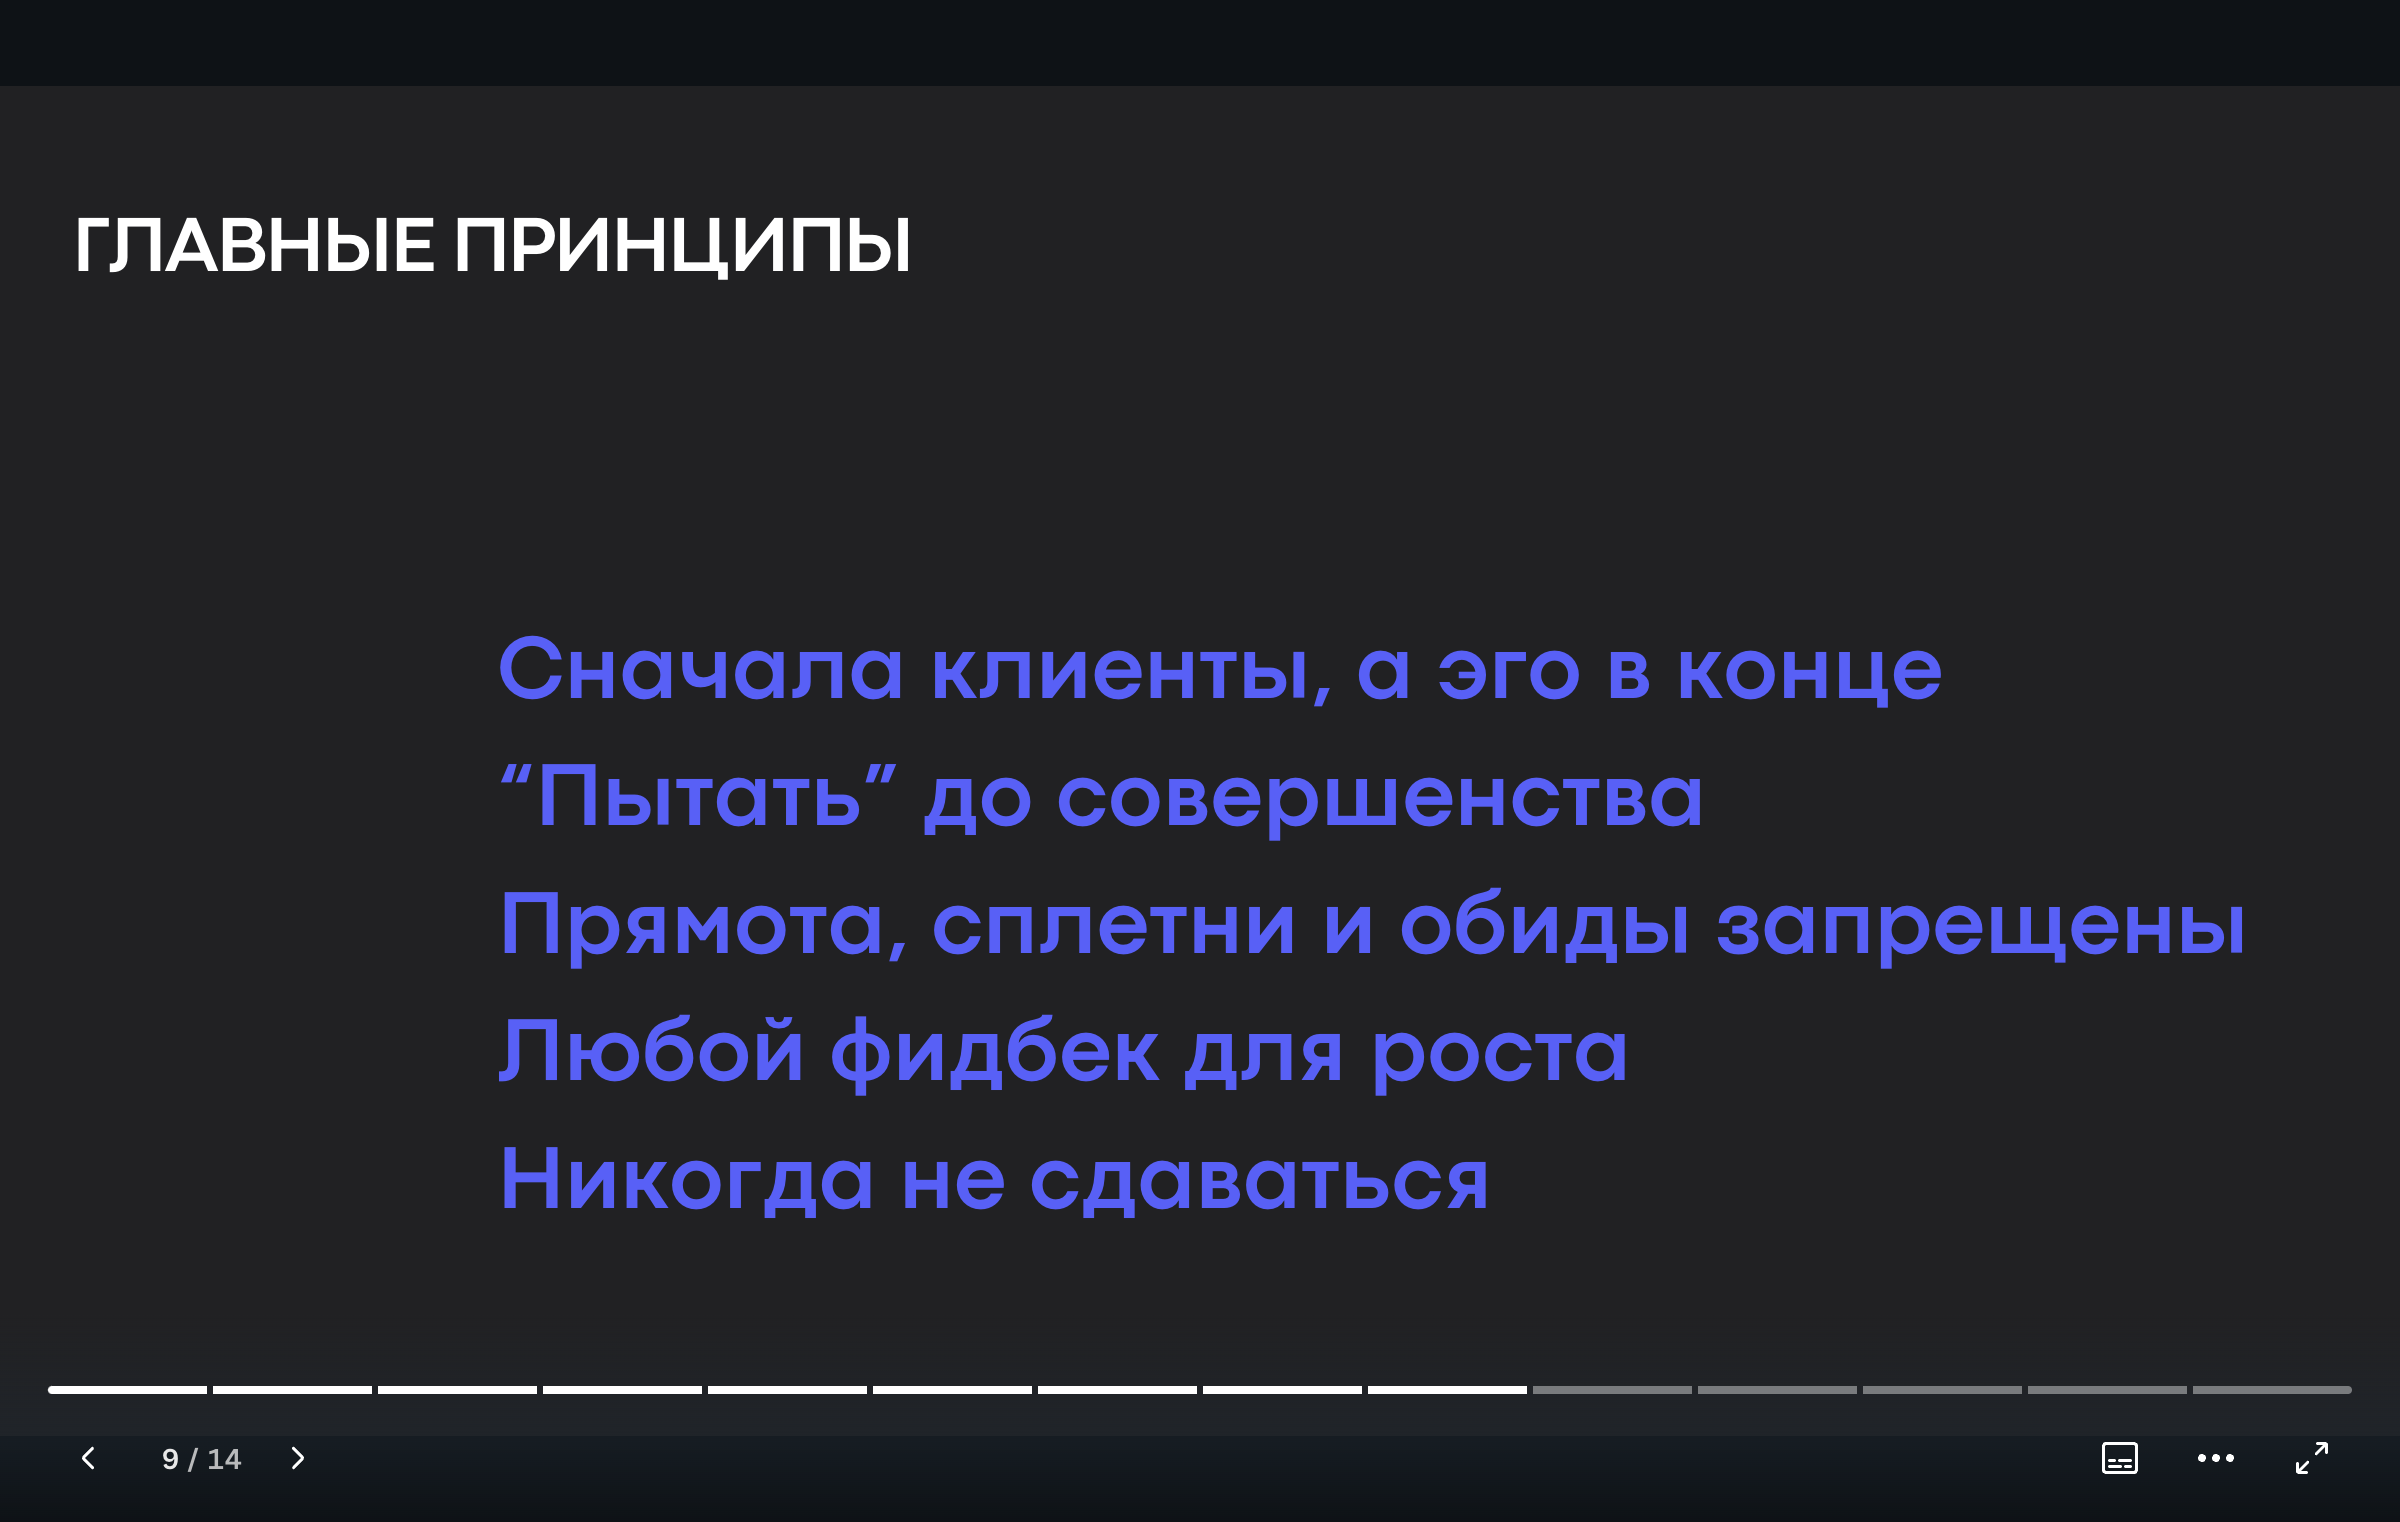 ГЛАВНЫЕ ПРИНЦИПЫ
Сначала клиенты, а эго в конце
“Пытать” до совершенства
Прямота, сплетни и обиды запрещены
Любой фидбек для роста
Никогда не сдаваться
9 / 14